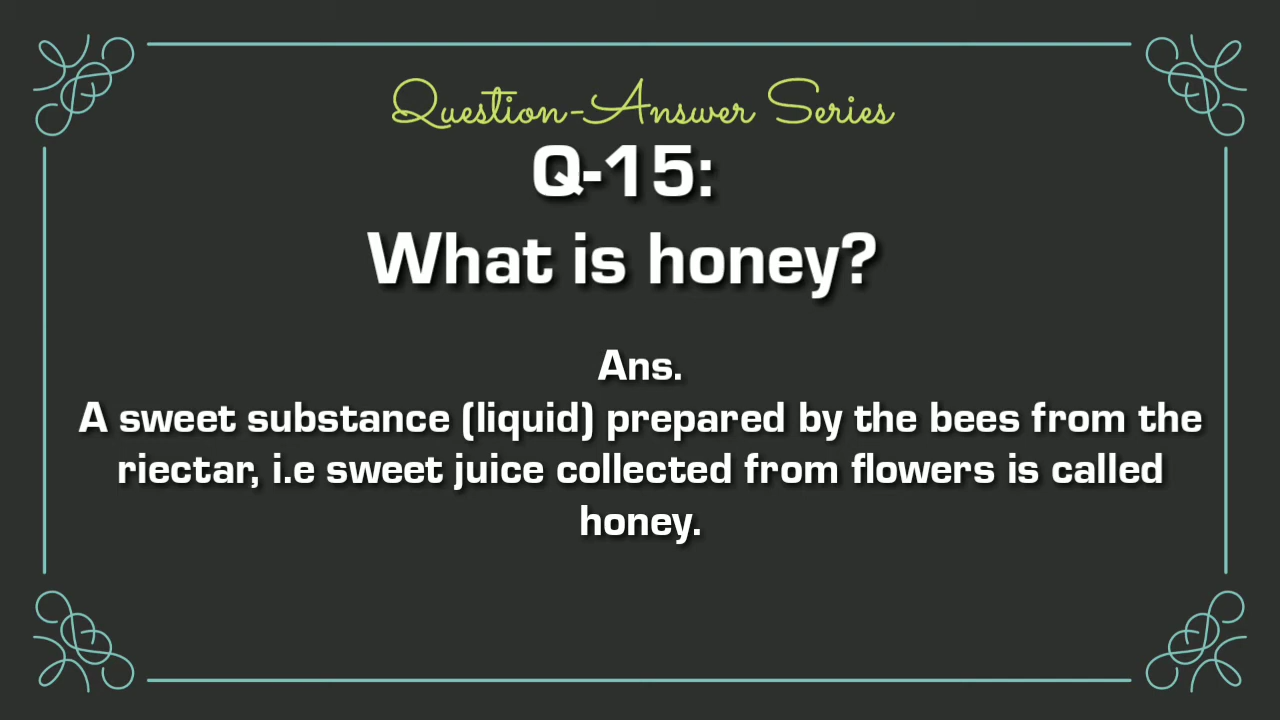 Question-Answer Series
Q-15:
What is honey?
Ans.
A sweet substance (liquid) prepared by the bees from the
riectar, i.e sweet juice collected from flowers is called
honey.